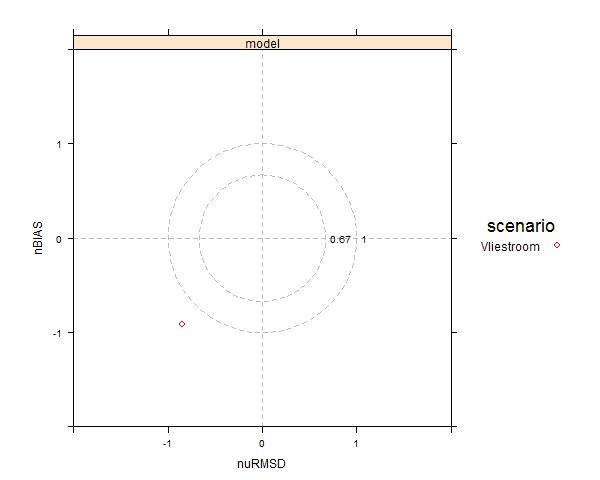 model
1
0
-1
nBIAS
0.67 1
-1 0 1
nuRMSD
scenario
Vliestroom